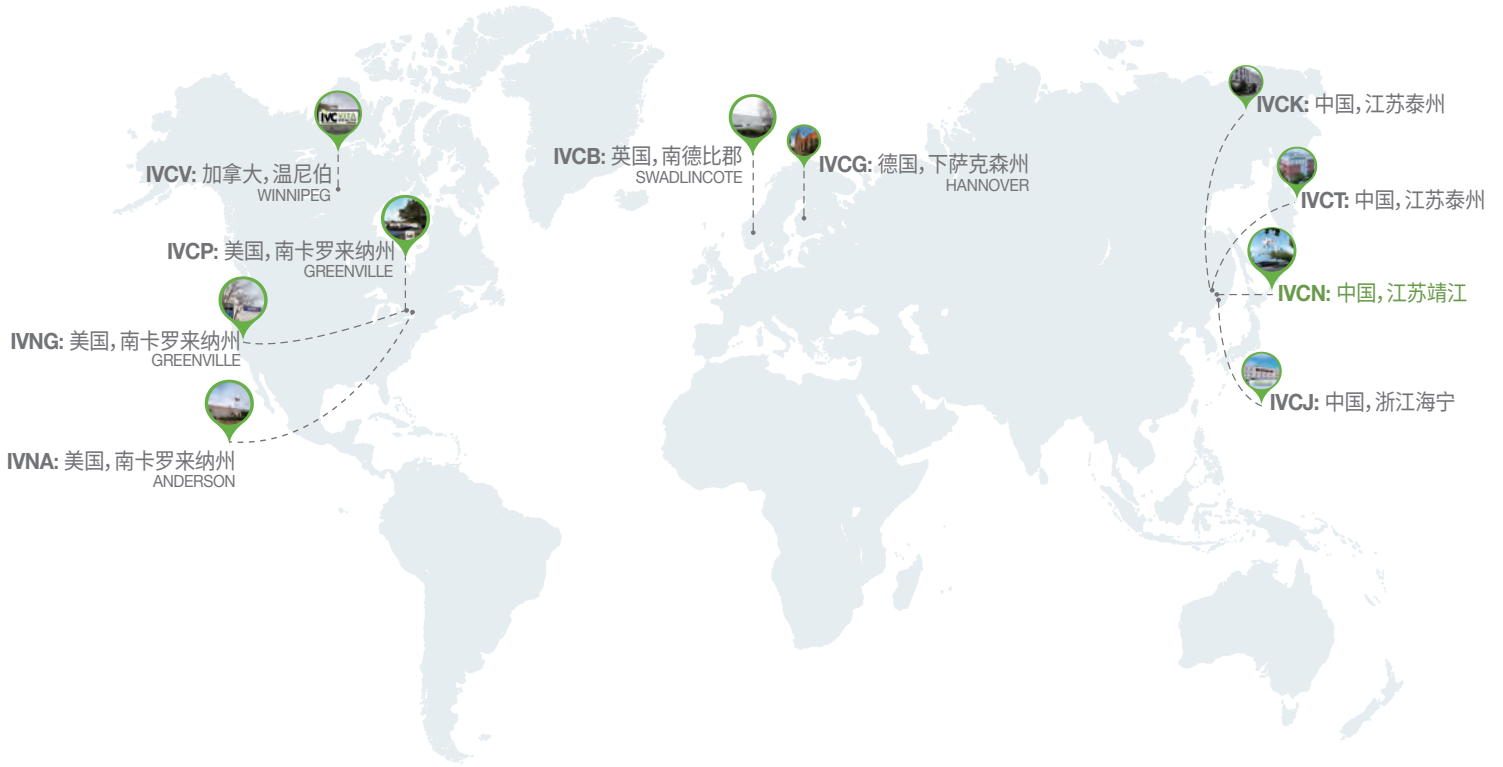 IVCV: 加拿大，温尼伯
WINNIPEG
IVCP: 美国，南卡罗来纳州
GREENVILLE
IVNG: 美国，南卡罗来纳州
GREENVILLE
IVNA: 美国，南卡罗来纳州
ANDERSON
IVCB: 英国，南德比郡
SWADLINCOTE
IVCG: 德国，下萨克森州
HANNOVER
IVCK: 中国，江苏泰州
IVCT: 中国，江苏泰州
IVCN: 中国，江苏靖江
IVCJ: 中国，浙江海宁
IVC VITA